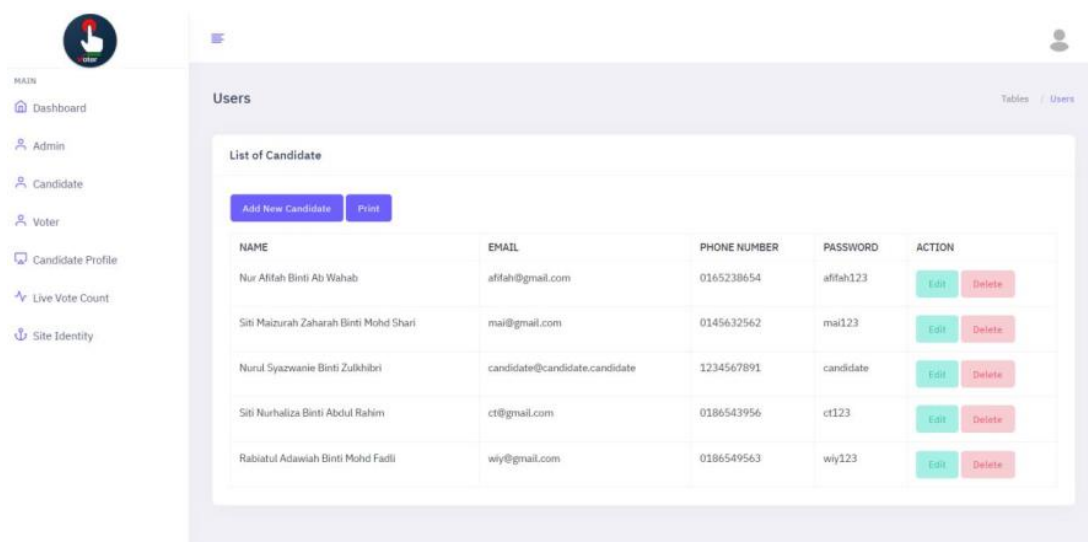 Voter
MAIN
Dashboard
Admin
Candidate
Voter
Candidate Profile
Live Vote Count
Site Identity
Users
Tables / Users
List of Candidate
Add New Candidate Print
NAME EMAIL PHONE NUMBER PASSWORD ACTION
Nur Afifah Binti Ab Wahab afifah@gmail.com 0165238654 afifah123 Edit Delete
Siti Maizurah Zaharah Binti Mohd Shari mai@gmail.com 0145632562 mai123 Edit Delete
Nurul Syazwanie Binti Zulkhibri candidate@candidate.candidate 1234567891 candidate Edit Delete
Siti Nurhaliza Binti Abdul Rahim ct@gmail.com 0186543956 ct123 Edit Delete
Rabiatul Adawiah Binti Mohd Fadli wiy@gmail.com 0186549563 wiy123 Edit Delete